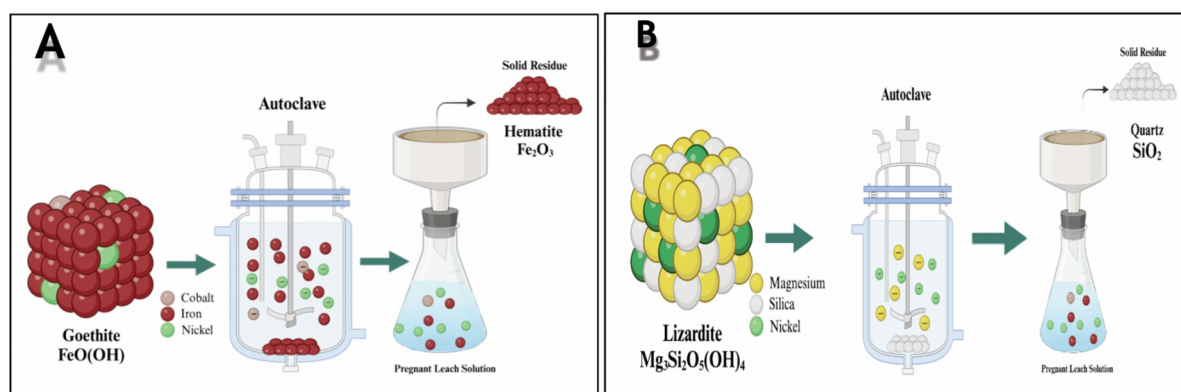 A
Solid Residue
Autoclave
Hematite
Fe₂O₃
Cobalt
Iron
Nickel
Goethite
FeO(OH)
Pregnant Leach Solution
B
Solid Residue
Autoclave
Quartz
SiO₂
Magnesium
Silica
Nickel
Lizardite
Mg₃Si₂O₅(OH)₄
Pregnant Leach Solution